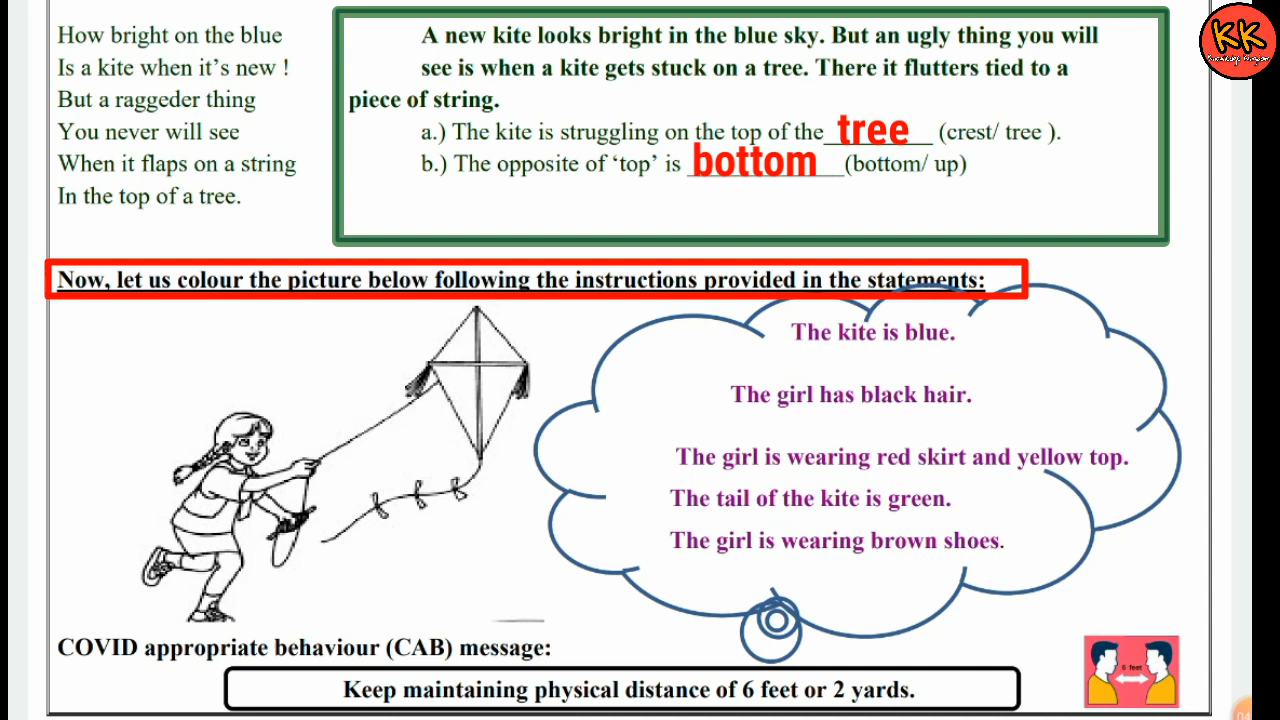 How bright on the blue
Is a kite when it's new !
But a raggeder thing
You never will see
When it flaps on a string
In the top of a tree.
A new kite looks bright in the blue sky. But an ugly thing you will
see is when a kite gets stuck on a tree. There it flutters tied to a
piece of string.
a.) The kite is struggling on the top of the tree (crest/ tree ).
b.) The opposite of ‘top’ is bottom (bottom/ up)
KK
Now, let us colour the picture below following the instructions provided in the statements:
The kite is blue.
The girl has black hair.
The girl is wearing red skirt and yellow top.
The tail of the kite is green.
The girl is wearing brown shoes.
COVID appropriate behaviour (CAB) message:
6 feet
Keep maintaining physical distance of 6 feet or 2 yards.